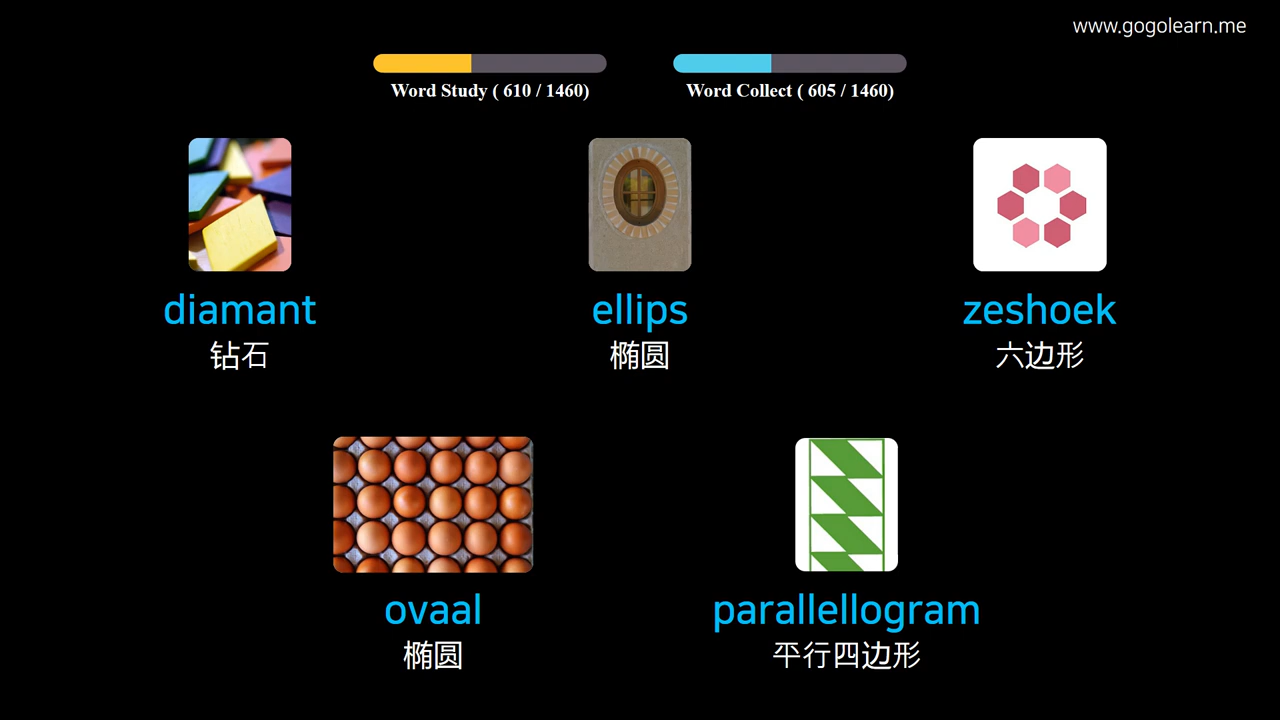 www.gogolearn.me
Word Study ( 610 / 1460)
Word Collect ( 605 / 1460)
diamant
钻石
ellips
椭圆
zeshoek
六边形
ovaal
椭圆
parallellogram
平行四边形